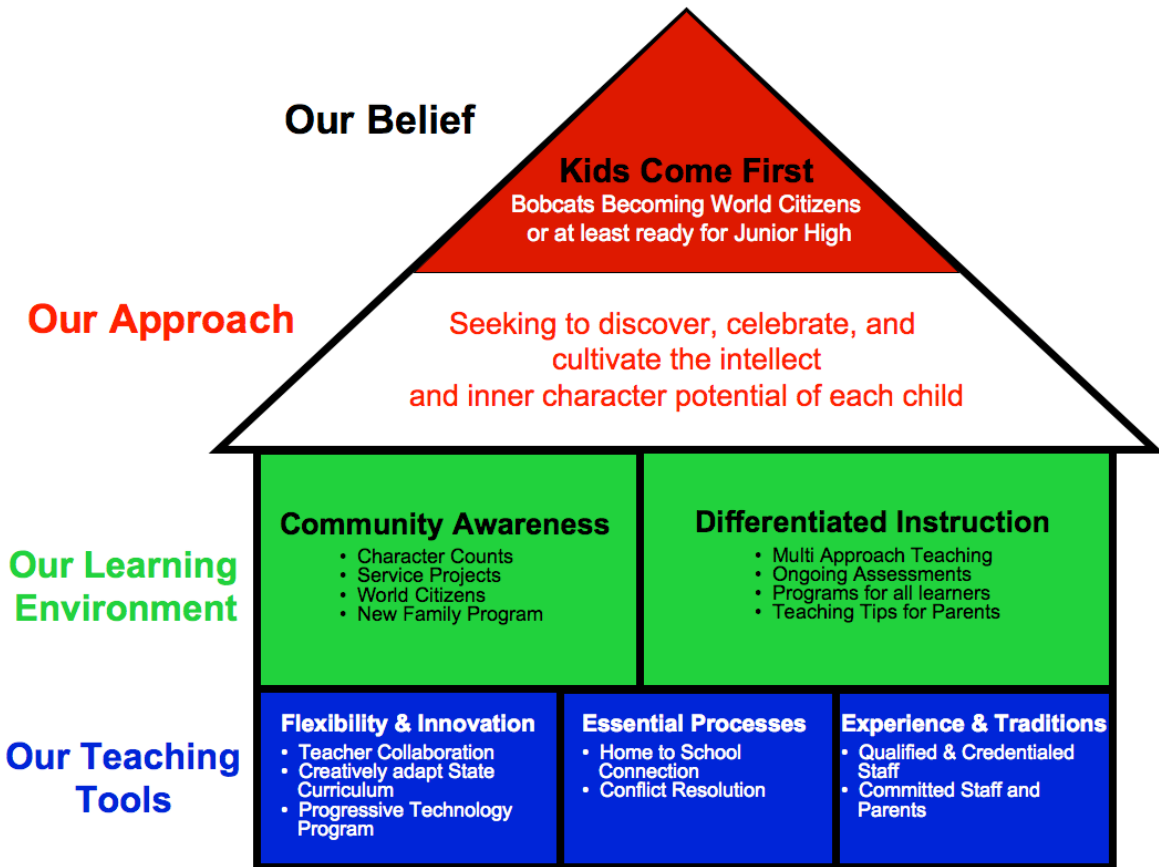 Our Belief
Kids Come First
Bobcats Becoming World Citizens
or at least ready for Junior High
Our Approach
Seeking to discover, celebrate, and
cultivate the intellect
and inner character potential of each child
Our Learning
Environment
Community Awareness
• Character Counts
• Service Projects
• World Citizens
• New Family Program
Differentiated Instruction
• Multi Approach Teaching
• Ongoing Assessments
• Programs for all learners
• Teaching Tips for Parents
Our Teaching
Tools
Flexibility & Innovation
• Teacher Collaboration
• Creatively adapt State
Curriculum
• Progressive Technology
Program
Essential Processes
• Home to School
Connection
• Conflict Resolution
Experience & Traditions
• Qualified & Credentialed
Staff
• Committed Staff and
Parents